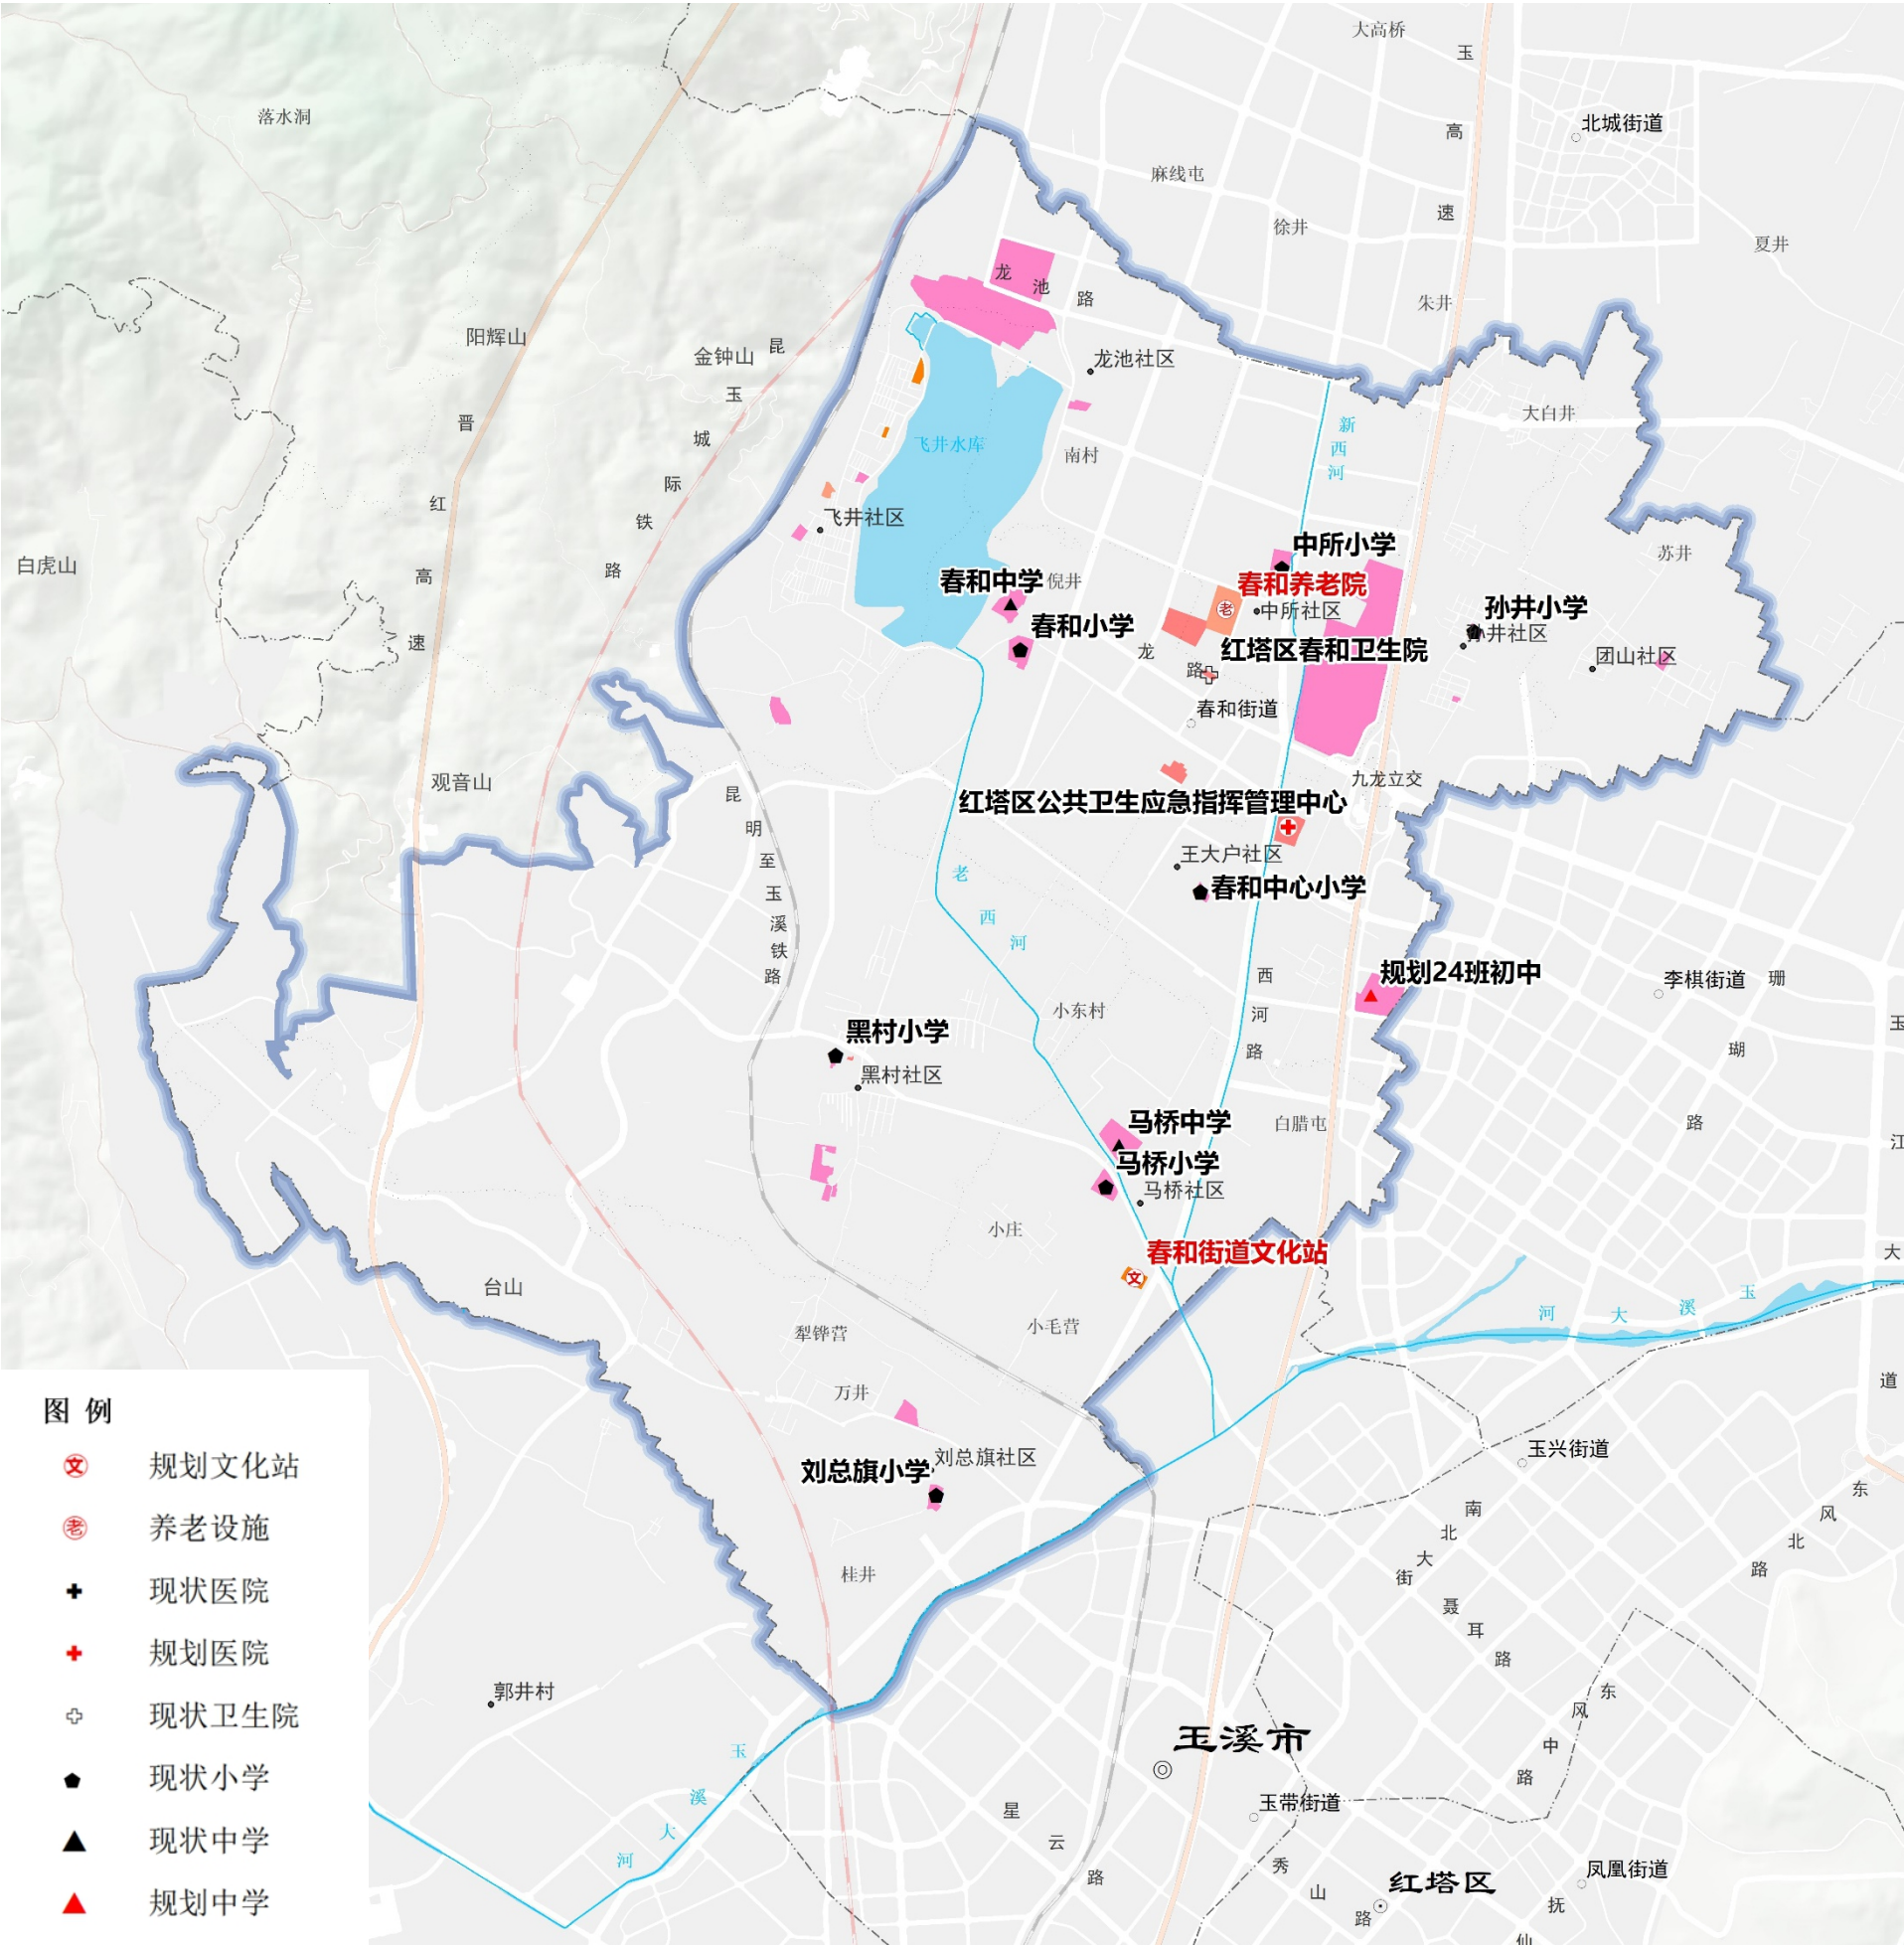 大高桥
玉
高
速
北城街道
落水洞
麻线屯
徐井
夏井
龙
池
路
朱井
阳辉山
金钟山
昆
玉
城
际
铁
路
龙池社区
晋
红
高
速
大白井
新
西
河
飞井水库
南村
飞井社区
白虎山
中所小学
苏井
春和中学
倪井
春和养老院
中所社区
孙井小学
井社区
春和小学
龙
路
红塔区春和卫生院
团山社区
春和街道
观音山
九龙立交
昆
明
至
玉
溪
铁
路
红塔区公共卫生应急指挥管理中心
王大户社区
春和中心小学
老
西
河
西
河
路
规划24班初中
李棋街道
珊
瑚
路
小东村
玉
江
大
道
黑村小学
黑村社区
马桥中学
白腊屯
马桥小学
马桥社区
小庄
春和街道文化站
台山
玉
溪
大
河
犁铧营
小毛营
万井
刘总旗社区
刘总旗小学
玉兴街道
南
北
大
街
东
风
北
路
聂
耳
路
桂井
郭井村
东
风
中
路
玉溪市
玉
溪
大
河
星
云
路
玉带街道
秀
山
路
红塔区
凤凰街道
抚
仙
图 例
规划文化站
养老设施
现状医院
规划医院
现状卫生院
现状小学
现状中学
规划中学
文
老
老
文